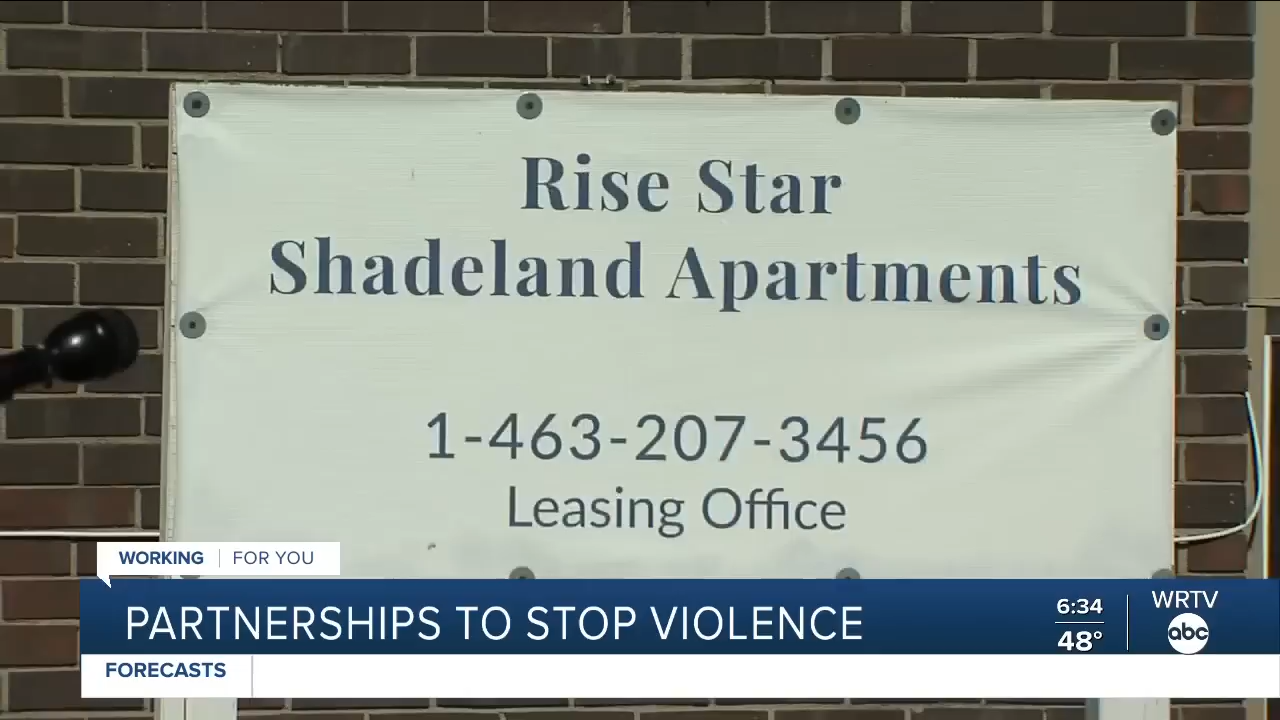 Rise Star
Shadeland Apartments
1-463-207-3456
Leasing Office
WORKING FOR YOU
PARTNERSHIPS TO STOP VIOLENCE
6:34
48°
WRTV
abc
FORECASTS